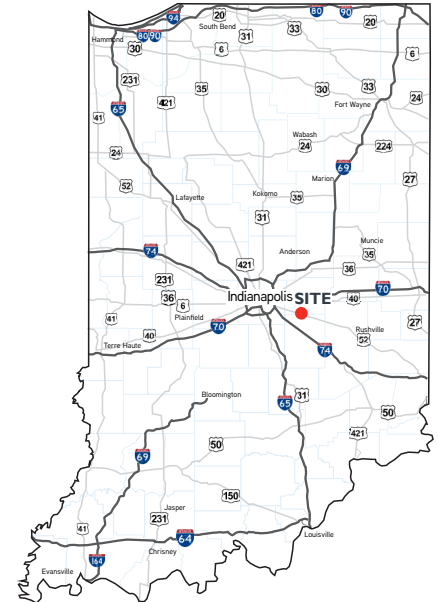 94
20
South Bend
80
90
Hammond
80 90
31
33
20
30
6
6
231
35
30
33
421
Fort Wayne
24
65
41
Wabash
24
224
24
69
Marion
27
52
Kokomo
35
Lafayette
31
Anderson
Muncie
35
74
421
36
231
Indianapolis SITE
70
36
6
40
41
Plainfield
70
Rushville
27
40
52
Terre Haute
74
Bloomington
31
65
50
421
50
69
150
Jasper
231
41
64
Louisville
Chrisney
164
Evansville